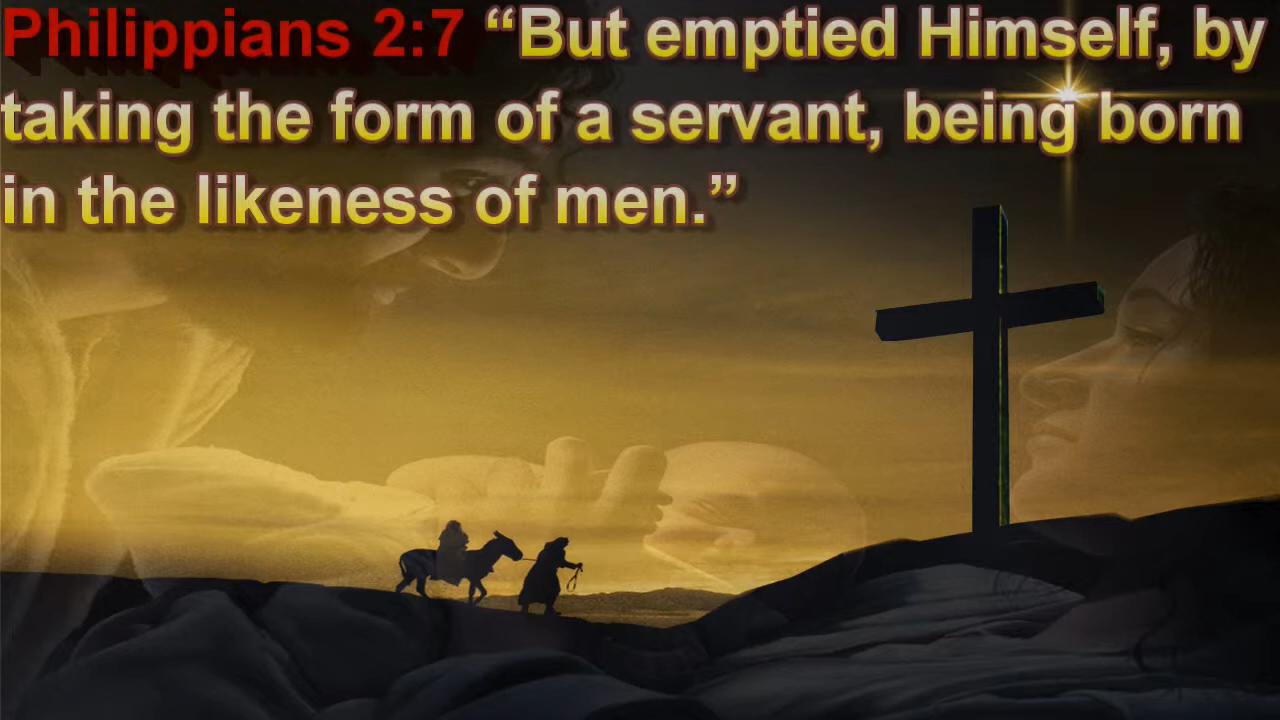 Philippians 2:7 “But emptied Himself, by
taking the form of a servant, being born
in the likeness of men.”